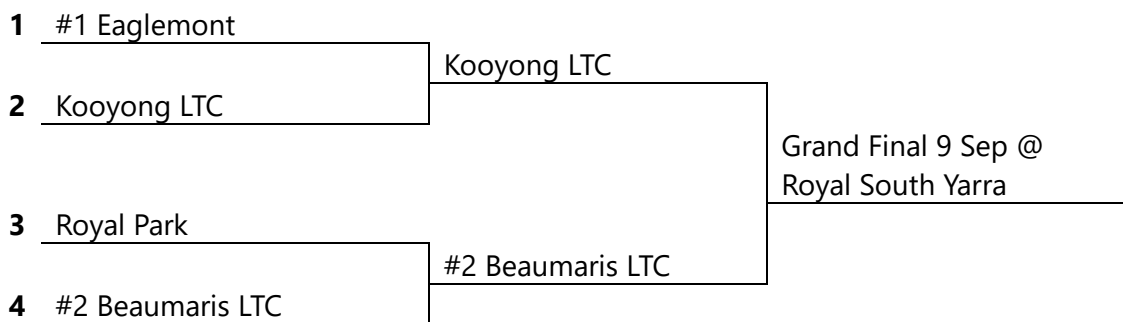 1 #1 Eaglemont
Kooyong LTC
2 Kooyong LTC
Grand Final 9 Sep @
Royal South Yarra
3 Royal Park
#2 Beaumaris LTC
4 #2 Beaumaris LTC